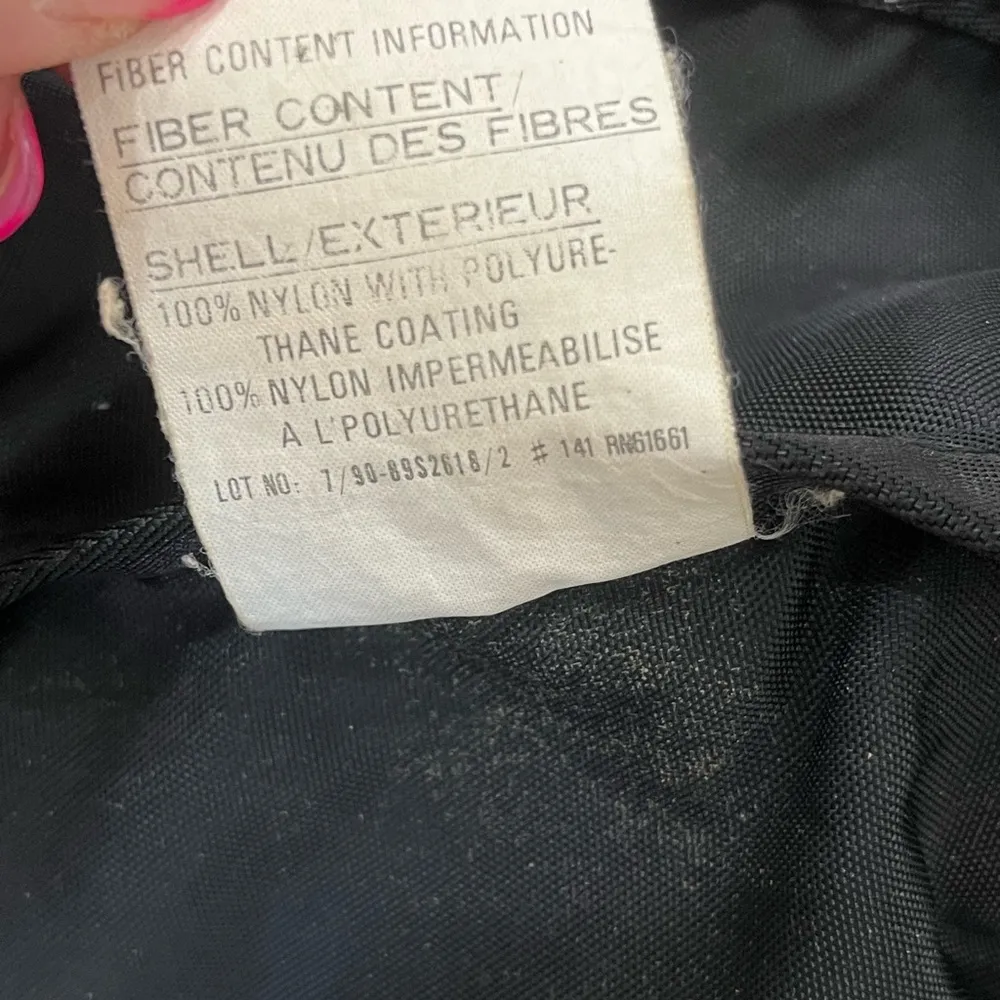 FIBER CONTENT INFORMATION
FIBER CONTENT/
CONTENU DES FIBRES
SHELL/EXTERIEUR
100% NYLON WITH POLYURE-
THANE COATING
100% NYLON IMPERMEABILISE
A L'POLYURETHANE
LOT NO: 7/90-89S2618/2 # 141 RN61661